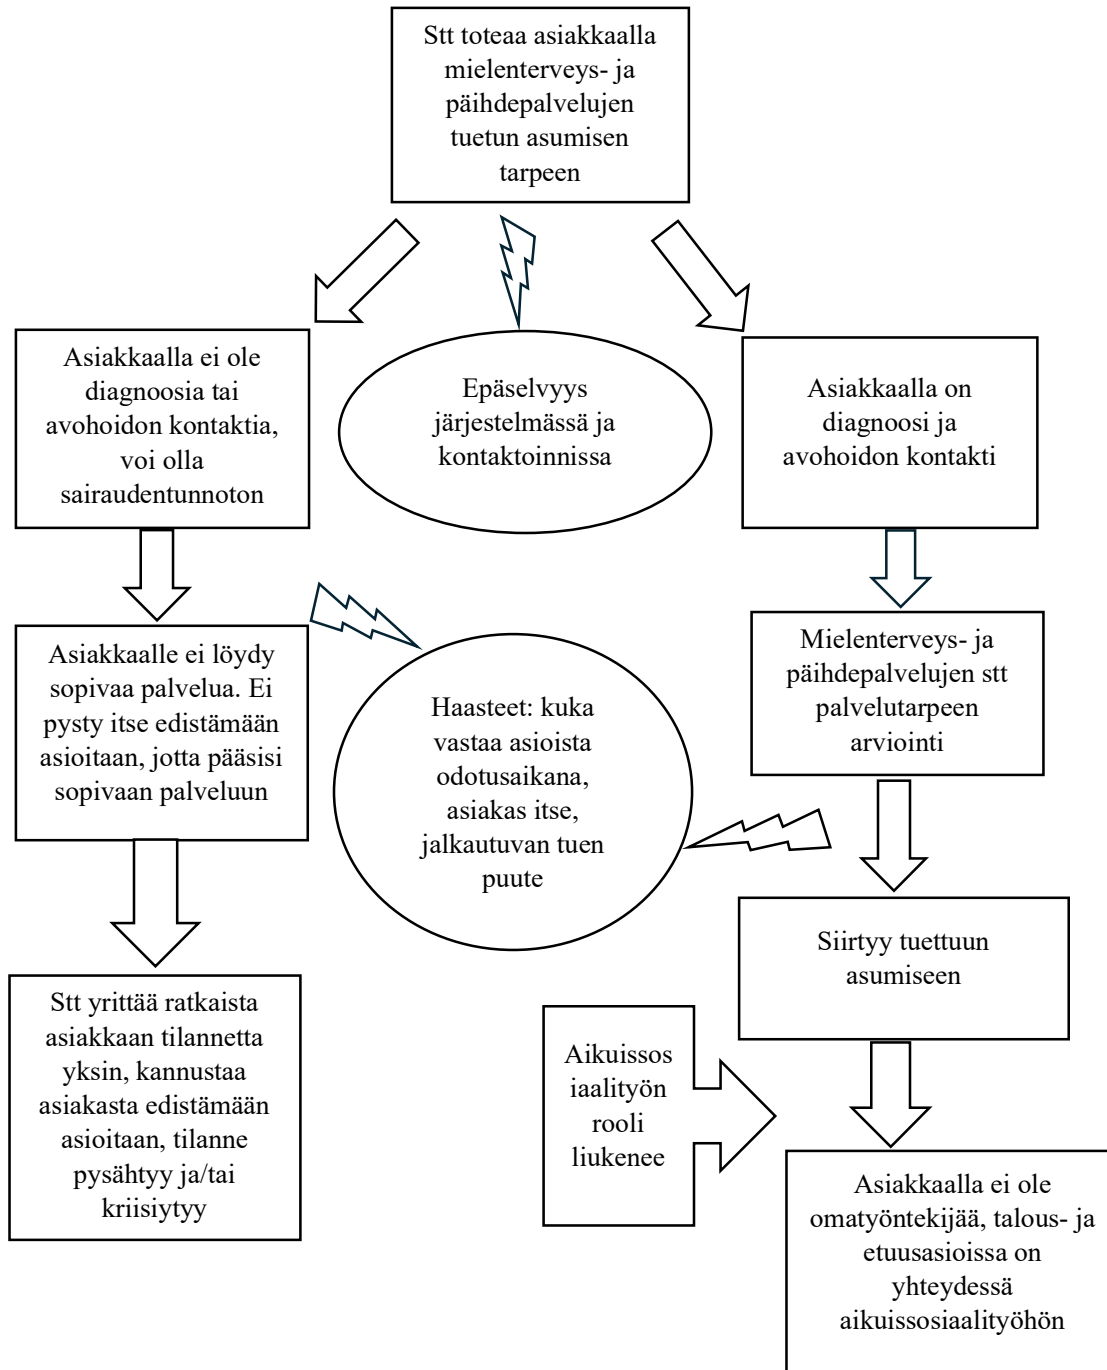 Stt toteaa asiakkaalla
mielenterveys- ja
päihdepalvelujen
tuetun asumisen
tarpeen
Asiakkaalla ei ole
diagnoosia tai
avohoidon kontaktia,
voi olla
sairaudentunnoton
Epäselvyys
järjestelmässä ja
kontaktoinnissa
Asiakkaalla on
diagnoosi ja
avohoidon kontakti
Asiakkaalle ei löydy
sopivaa palvelua. Ei
pysty itse edistämään
asioitaan, jotta pääsisi
sopivaan palveluun
Haasteet: kuka
vastaa asioista
odotusaikana,
asiakas itse,
jalkautuvan tuen
puute
Mielenterveys- ja
päihdepalvelujen stt
palvelutarpeen
arviointi
Siirtyy tuettuun
asumiseen
Stt yrittää ratkaista
asiakkaan tilannetta
yksin, kannustaa
asiakasta edistämään
asioitaan, tilanne
pysähtyy ja/tai
kriisiytyy
Aikuissos
iaalityön
rooli
liukenee
Asiakkaalla ei ole
omatyöntekijää, talous- ja
etuusasioissa on
yhteydessä
aikuissosiaalityöhön